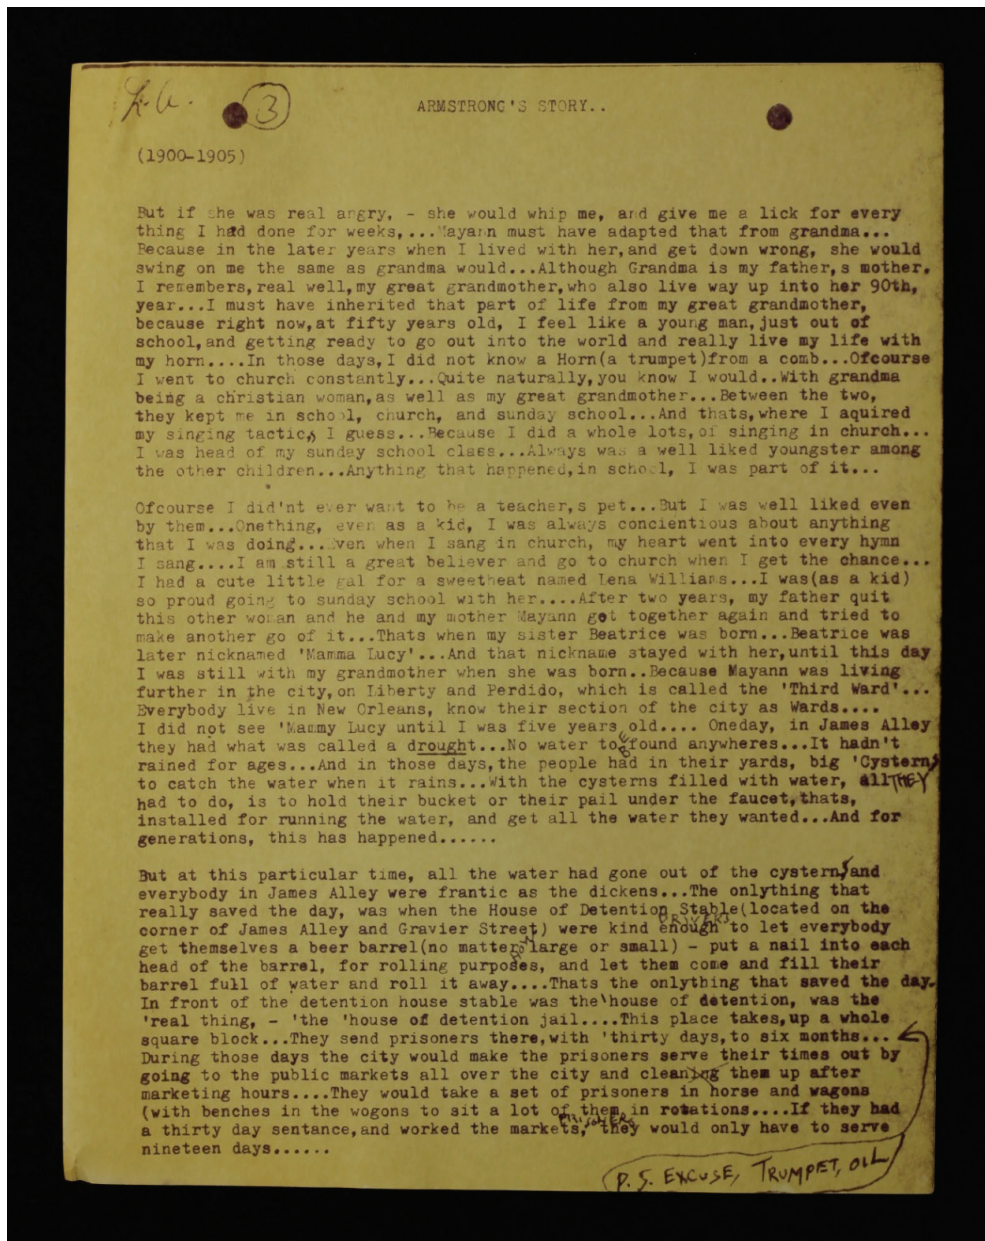 L.A. 3
ARMSTRONG'S STORY..
(1900-1905)
But if she was real angry, - she would whip me, and give me a lick for every
thing I had done for weeks,...Mayann must have adapted that from grandma...
Because in the later years when I lived with her,and get down wrong, she would
swing on me the same as grandma would...Although Grandma is my father,s mother.
I remembers,real well,my great grandmother,who also live way up into her 90th,
year...I must have inherited that part of life from my great grandmother,
because right now,at fifty years old, I feel like a young man,just out of
school,and getting ready to go out into the world and really live my life with
my horn....In those days,I did not know a Horn(a trumpet)from a comb...Ofcourse
I went to church constantly...Quite naturally,you know I would..With grandma
being a christian woman,as well as my great grandmother...Between the two,
they kept me in school, church, and sunday school...And thats,where I aquired
my singing tactics, I guess...Because I did a whole lots,of singing in church...
I was head of my sunday school class...Always was a well liked youngster among
the other children...Anything that happened,in school, I was part of it...
Ofcourse I did'nt ever want to be a teacher,s pet...But I was well liked even
by them...Onething, even as a kid, I was always concientious about anything
that I was doing....Even when I sang in church, my heart went into every hymn
I sang....I am still a great believer and go to church when I get the chance...
I had a cute little gal for a sweetheat named Lena Williams...I was(as a kid)
so proud going to sunday school with her....After two years, my father quit
this other woman and he and my mother Mayann got together again and tried to
make another go of it...Thats when my sister Beatrice was born...Beatrice was
later nicknamed 'Mamma Lucy'...And that nickname stayed with her,until this day
I was still with my grandmother when she was born..Because Mayann was living
further in the city,on Liberty and Perdido, which is called the 'Third Ward'...
Everybody live in New Orleans, know their section of the city as Wards....
I did not see 'Mammy Lucy until I was five years old.... Oneday, in James Alley
they had what was called a drought...No water to BE found anywheres...It hadn't
rained for ages...And in those days,the people had in their yards, big 'Cysterns
to catch the water when it rains...With the cysterns filled with water, all THEY
had to do, is to hold their bucket or their pail under the faucet,thats,
installed for running the water, and get all the water they wanted...And for
generations, this has happened......
But at this particular time, all the water had gone out of the cysterns,and
everybody in James Alley were frantic as the dickens...The onlything that
really saved the day, was when the House of Detention Stable(located on the
corner of James Alley and Gravier Street) DRIVERS were kind enough to let everybody
get themselves a beer barrel(no matter large or small) - put a nail into each
head of the barrel, for rolling purposes, and let them come and fill their
barrel full of water and roll it away....Thats the onlything that saved the day.
In front of the detention house stable was the house of detention, was the
'real thing, - 'the 'house of detention jail....This place takes,up a whole
square block...They send prisoners there,with 'thirty days,to six months...
During those days the city would make the prisoners serve their times out by
going to the public markets all over the city and cleaning them up after
marketing hours....They would take a set of prisoners in horse and wagons
(with benches in the wogons to sit a lot of them in rotations....If they had
a thirty day sentance,and worked the markets, PRISONERS they would only have to serve
nineteen days......
P.S. EXCUSE, TRUMPET, OIL